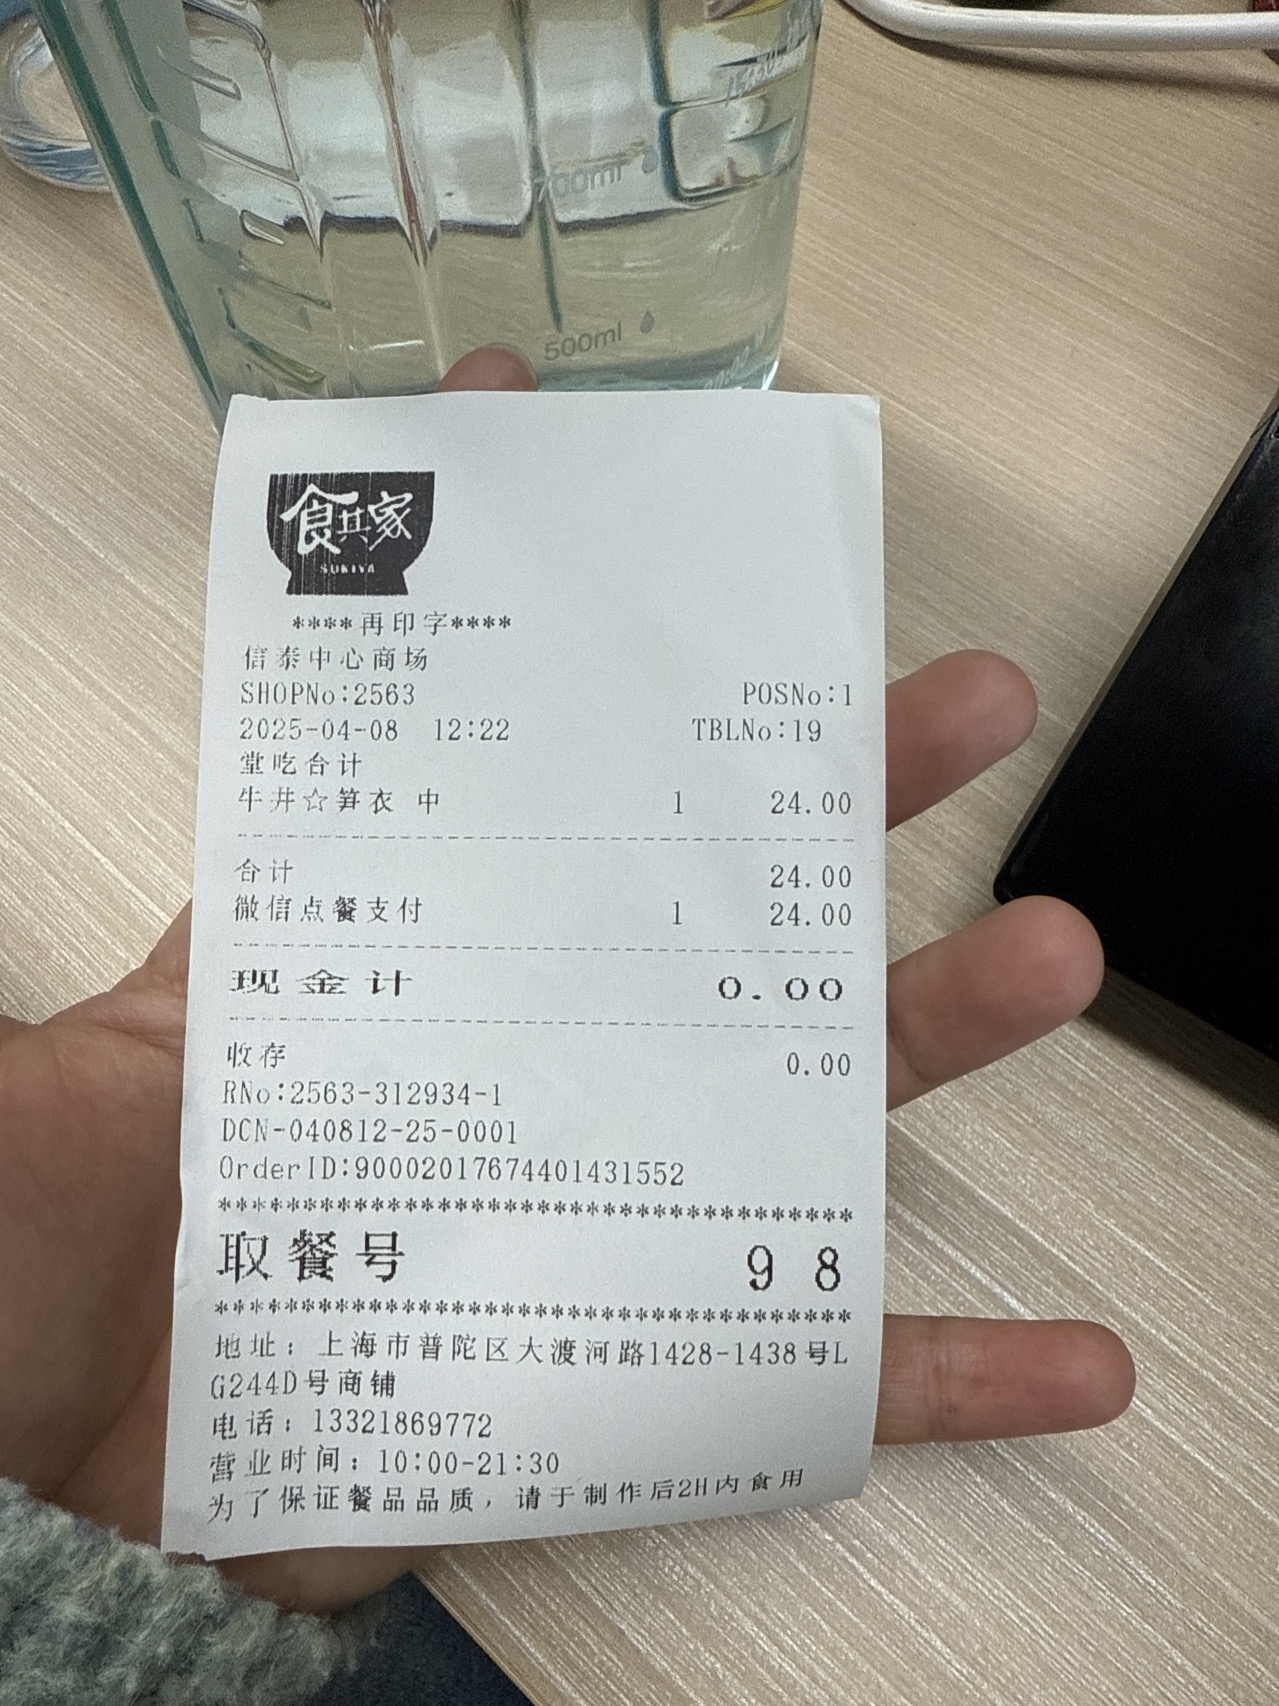 700ml
500ml
食其家
SUKIYA
****再印字****
信泰中心商场
SHOPNo:2563 POSNo:1
2025-04-08 12:22 TBLNo:19
堂吃合计
牛丼☆笋衣 中 1 24.00
合计 24.00
微信点餐支付 1 24.00
现金计 0.00
收存 0.00
RNo:2563-312934-1
DCN-040812-25-0001
OrderID:90002017674401431552
取餐号 98
地址：上海市普陀区大渡河路1428-1438号L
G244D号商铺
电话：13321869772
营业时间：10:00-21:30
为了保证餐品品质，请于制作后2H内食用